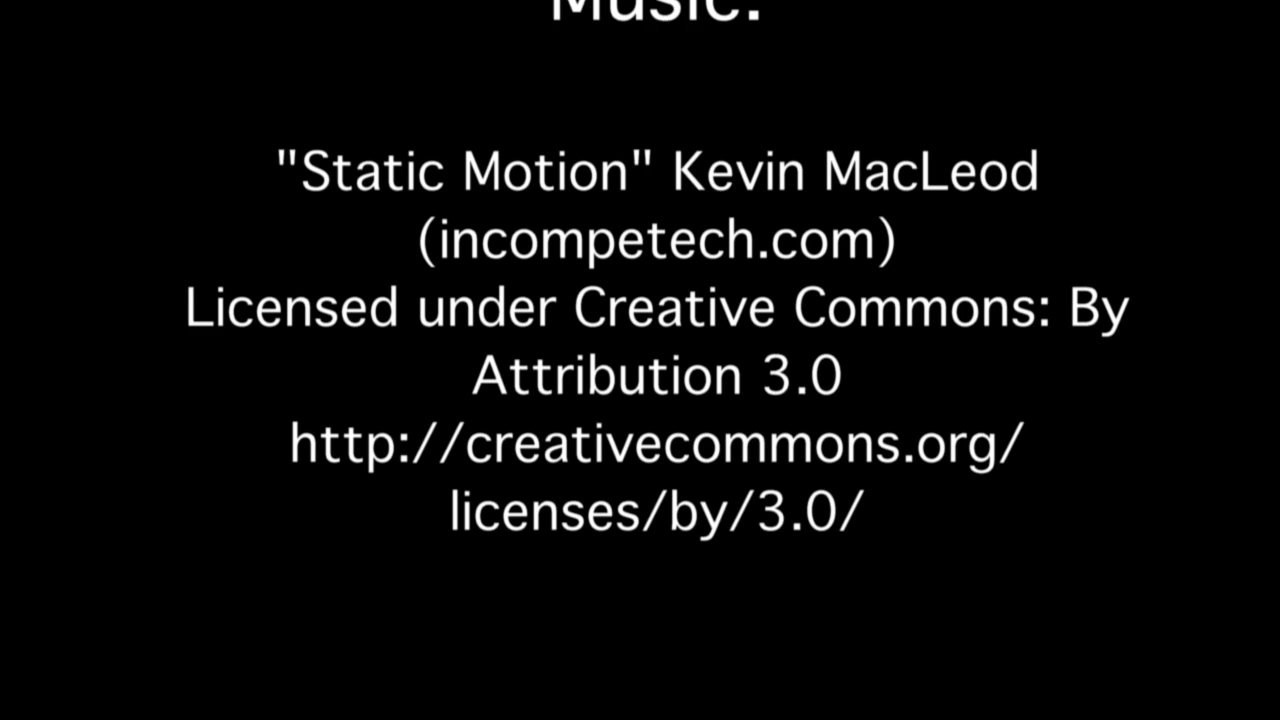 Music:
"Static Motion" Kevin MacLeod
(incompetech.com)
Licensed under Creative Commons: By
Attribution 3.0
http://creativecommons.org/
licenses/by/3.0/